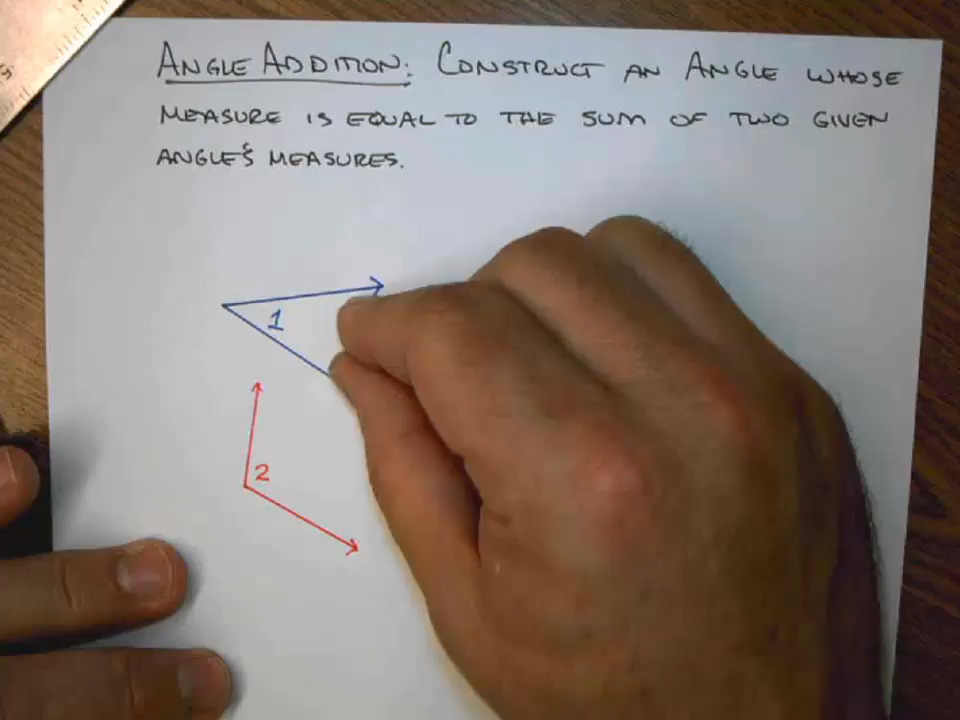 ANGLE ADDITION: CONSTRUCT AN ANGLE WHOSE
MEASURE IS EQUAL TO THE SUM OF TWO GIVEN
ANGLE'S MEASURES.
1
2